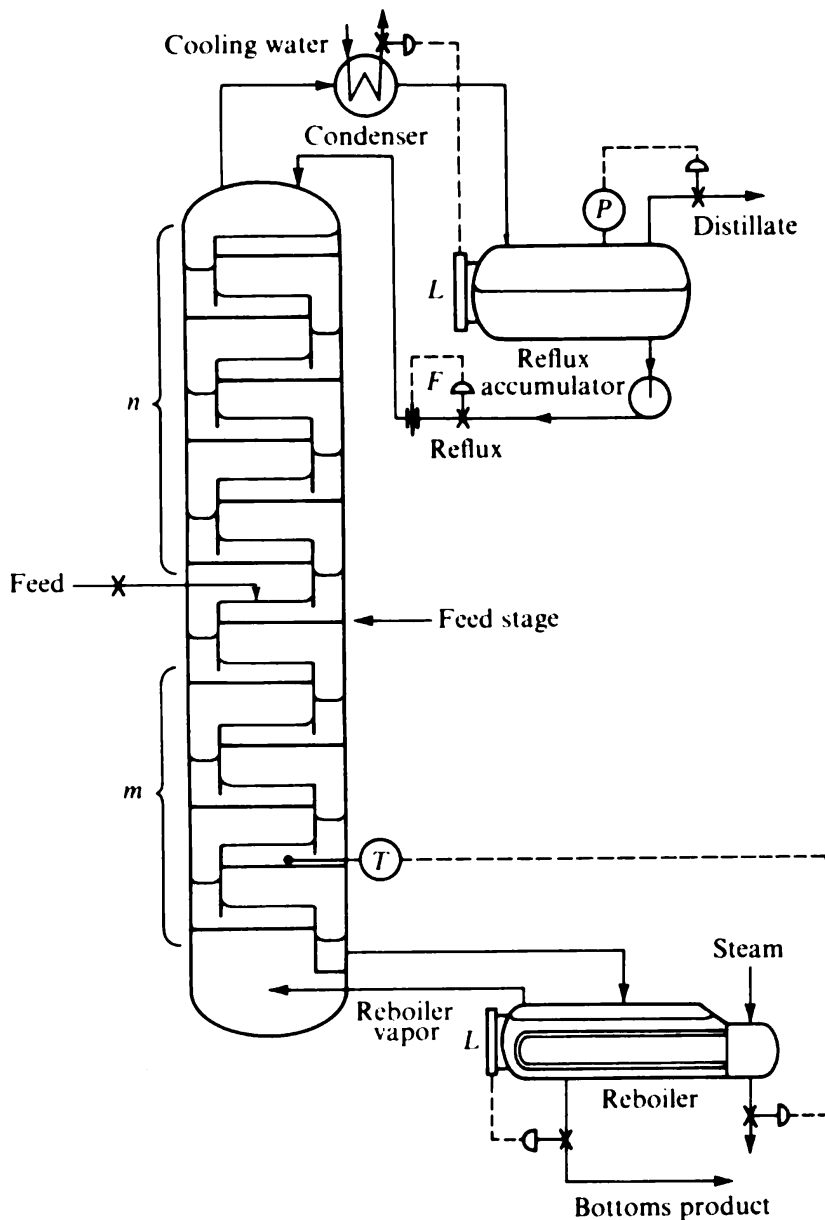 Cooling water
Condenser
P
Distillate
L
Reflux
accumulator
F
Reflux
n
Feed
Feed stage
m
T
Steam
Reboiler
vapor
L
Reboiler
Bottoms product